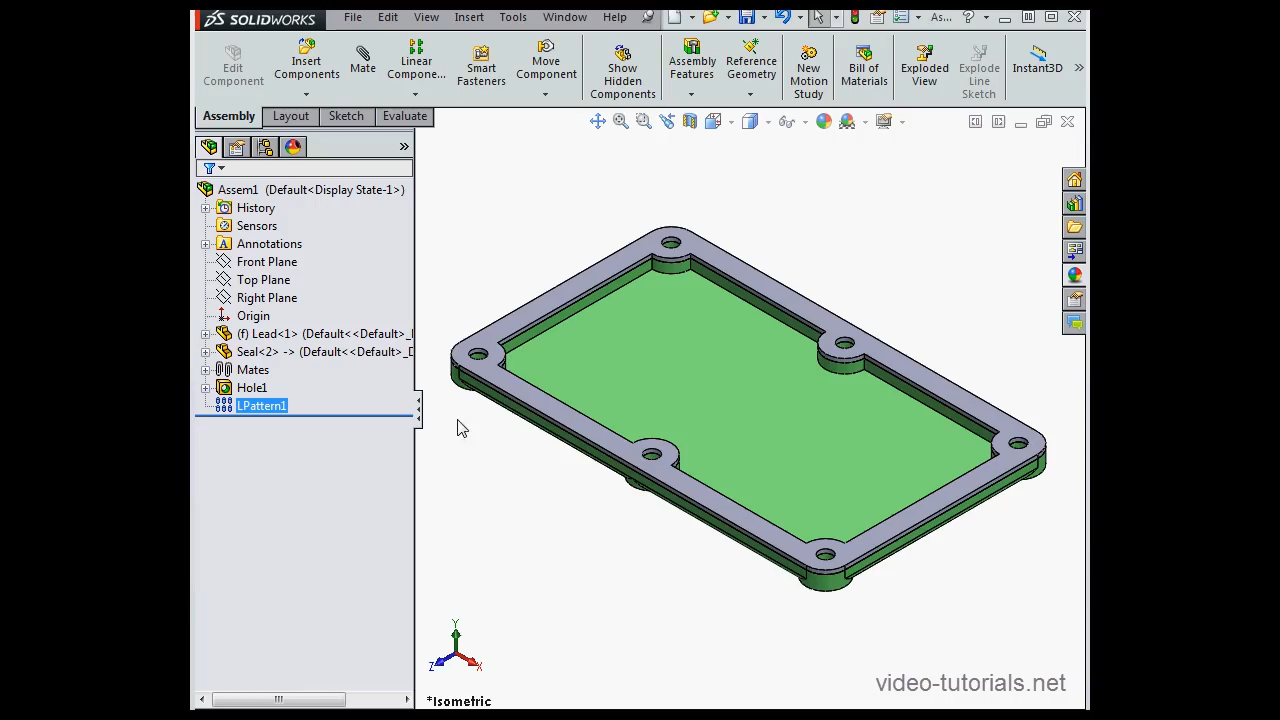 SOLIDWORKS File Edit View Insert Tools Window Help As...
Edit Component
Insert Components
Mate
Linear Compone...
Smart Fasteners
Move Component
Show Hidden Components
Assembly Features
Reference Geometry
New Motion Study
Bill of Materials
Exploded View
Explode Line Sketch
Instant3D
Assembly Layout Sketch Evaluate
Assem1 (Default<Display State-1>)
History
Sensors
Annotations
Front Plane
Top Plane
Right Plane
Origin
(f) Lead<1> (Default<<Default>_
Seal<2> -> (Default<<Default>_D
Mates
Hole1
LPattern1
Y
Z
X
*Isometric
video-tutorials.net